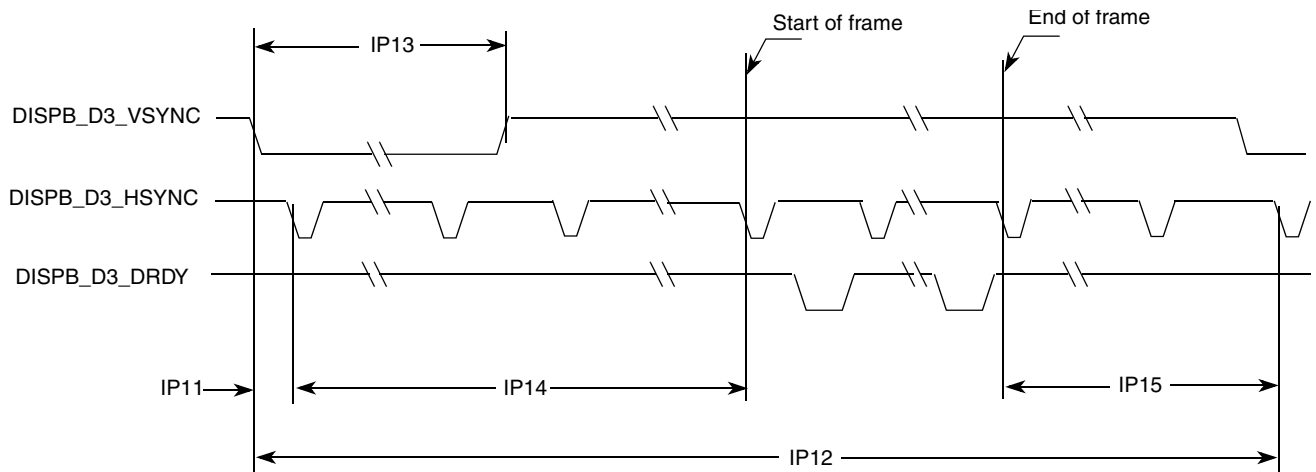 Start of frame
End of frame
IP13
DISPB_D3_VSYNC
DISPB_D3_HSYNC
DISPB_D3_DRDY
IP11
IP14
IP15
IP12